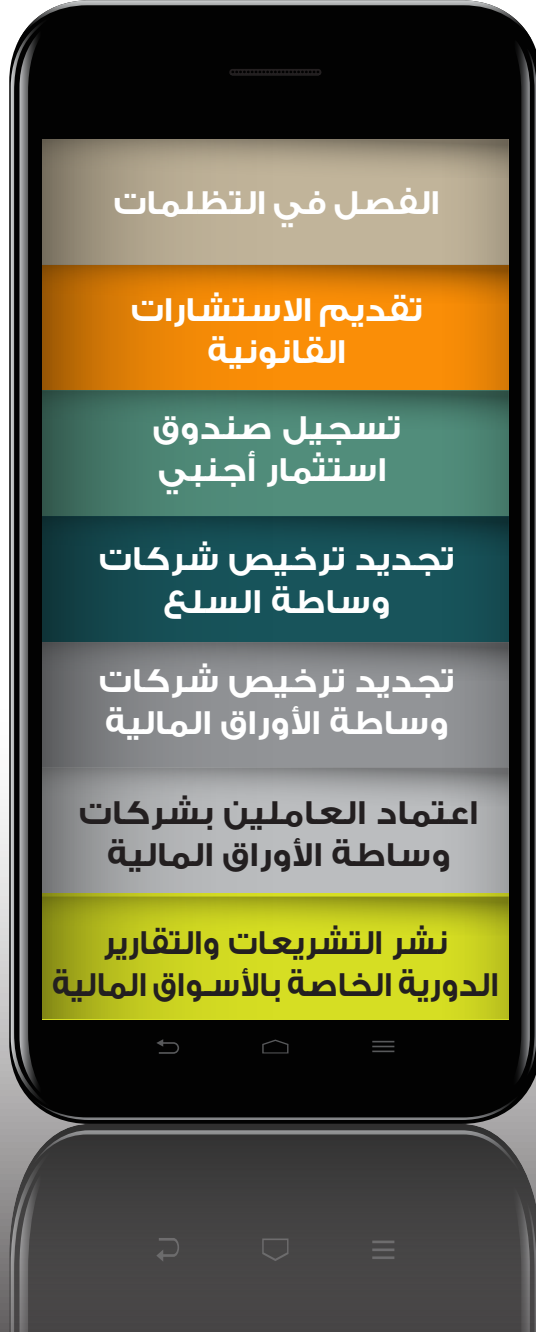 الفصل في التظلمات
تقديم الاستشارات
القانونية
تسجيل صندوق
استثمار أجنبي
تجديد ترخيص شركات
وساطة السلع
تجديد ترخيص شركات
وساطة الأوراق المالية
اعتماد العاملين بشركات
وساطة الأوراق المالية
نشر التشريعات والتقارير
الدورية الخاصة بالأسواق المالية